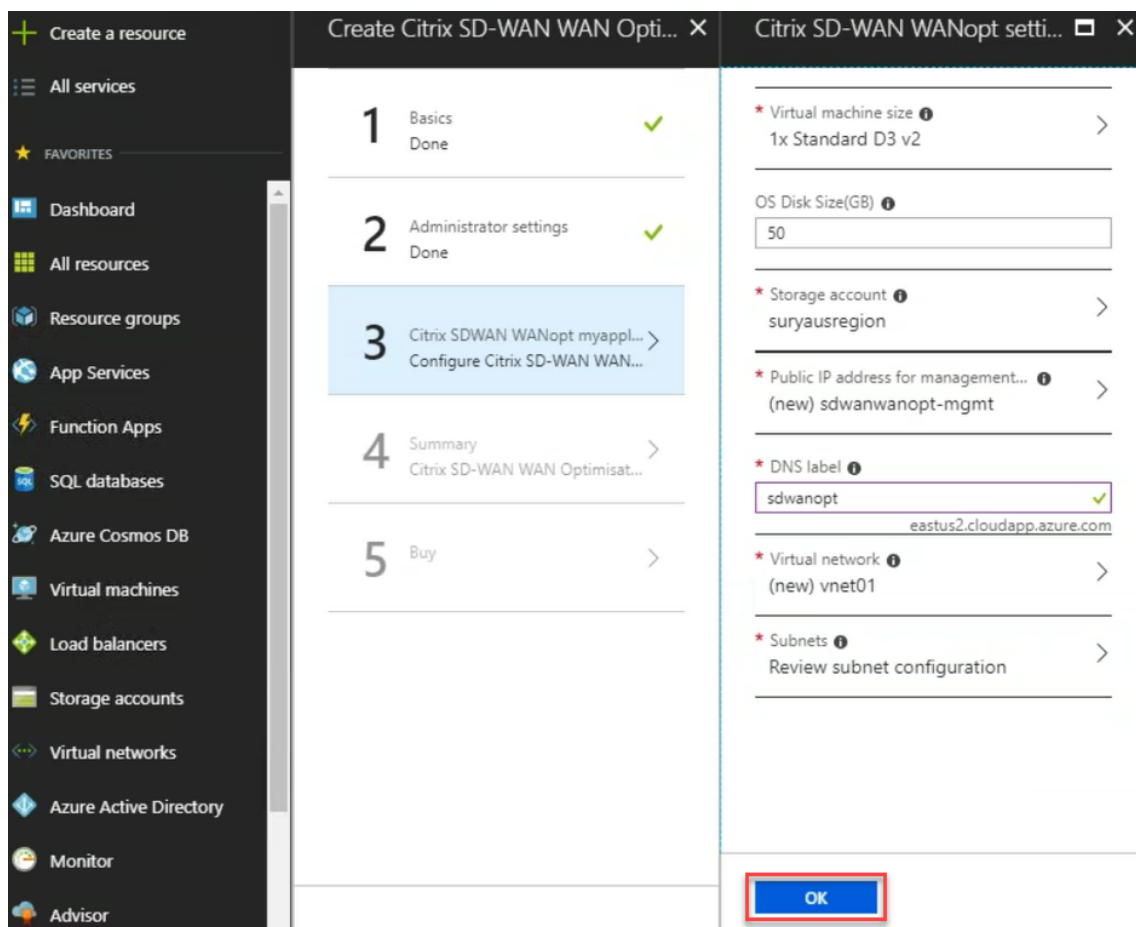 Create a resource
All services
FAVORITES
Dashboard
All resources
Resource groups
App Services
Function Apps
SQL databases
Azure Cosmos DB
Virtual machines
Load balancers
Storage accounts
Virtual networks
Azure Active Directory
Monitor
Advisor
Create Citrix SD-WAN WAN Opti...
1
Basics
Done
2
Administrator settings
Done
3
Citrix SDWAN WANopt myappl...
Configure Citrix SD-WAN WAN...
4
Summary
Citrix SD-WAN WAN Optimisat...
5
Buy
Citrix SD-WAN WANopt setti...
* Virtual machine size
1x Standard D3 v2
OS Disk Size(GB)
50
* Storage account
suryausregion
* Public IP address for management...
(new) sdwanwanopt-mgmt
* DNS label
sdwanopt
eastus2.cloudapp.azure.com
* Virtual network
(new) vnet01
* Subnets
Review subnet configuration
OK